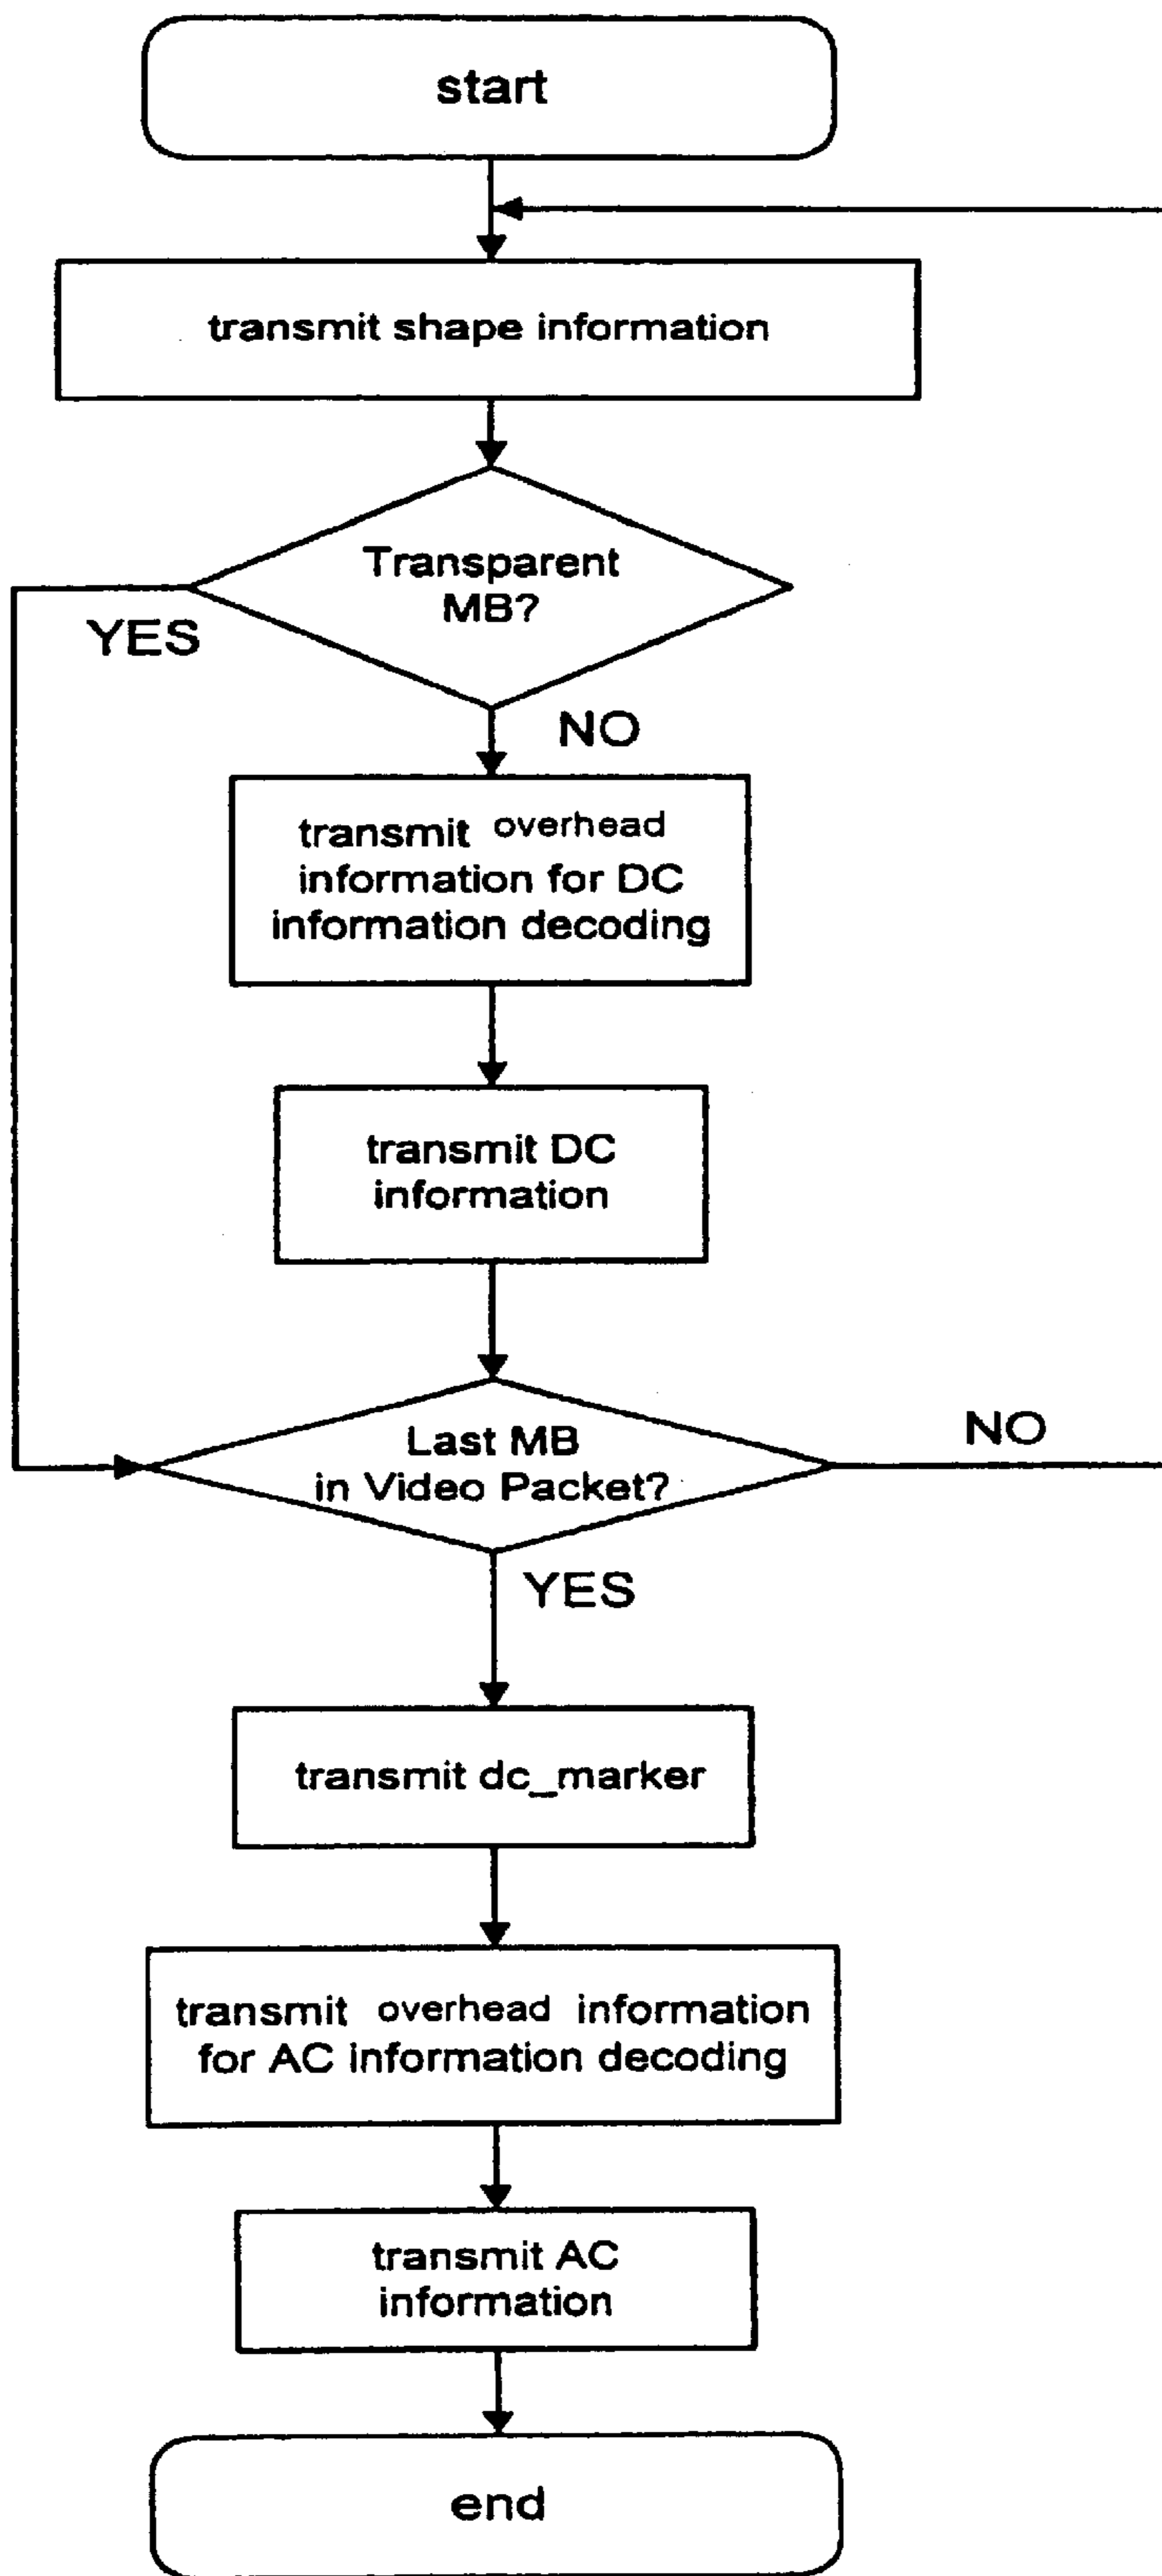 start
transmit shape information
Transparent
MB?
YES
NO
transmit overhead
information for DC
information decoding
transmit DC
information
Last MB
in Video Packet?
NO
YES
transmit dc_marker
transmit overhead information
for AC information decoding
transmit AC
information
end